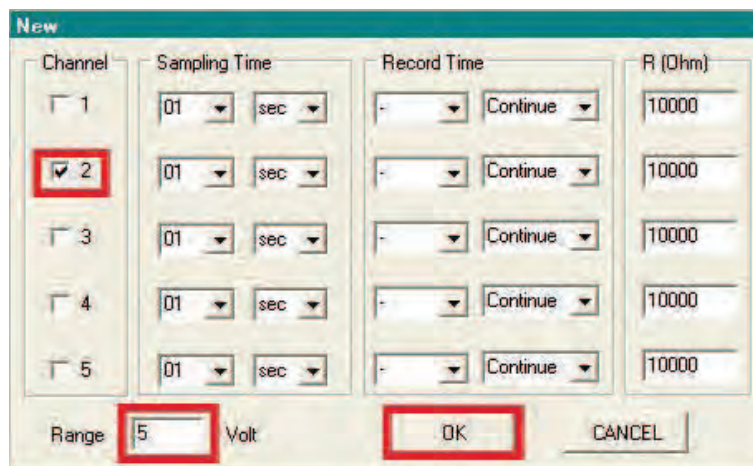 New
Channel Sampling Time Record Time R (Ohm)
1 01 sec - Continue 10000
2 01 sec - Continue 10000
3 01 sec - Continue 10000
4 01 sec - Continue 10000
5 01 sec - Continue 10000
Range 5 Volt OK CANCEL